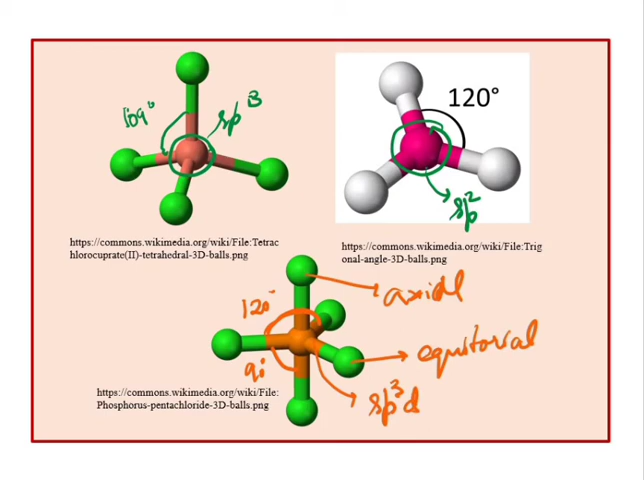 109°
sp3
120°
sp2
https://commons.wikimedia.org/wiki/File:Tetrac
hlorocuprate(II)-tetrahedral-3D-balls.png
https://commons.wikimedia.org/wiki/File:Trig
onal-angle-3D-balls.png
120°
axial
equitorial
90°
sp3d
https://commons.wikimedia.org/wiki/File:
Phosphorus-pentachloride-3D-balls.png